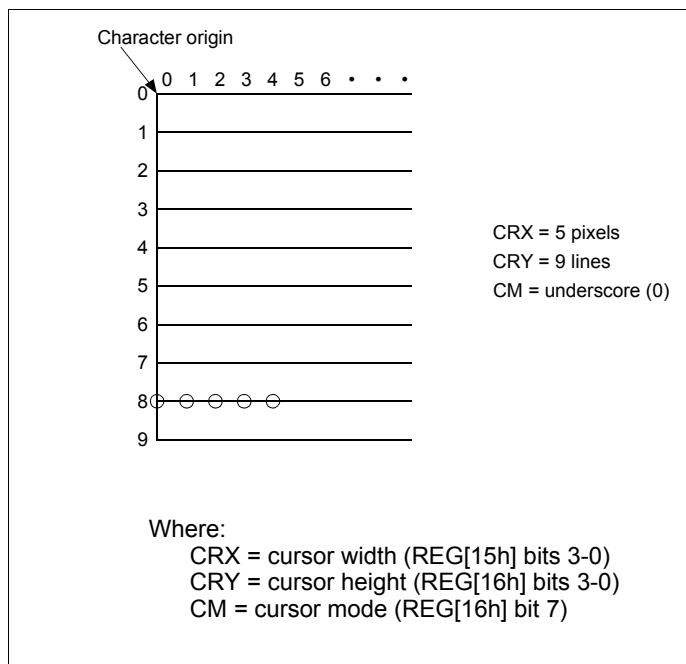 Character origin
0 1 2 3 4 5 6 • • •
0
1
2
3
CRX = 5 pixels
4
CRY = 9 lines
5
CM = underscore (0)
6
7
8
9
Where:
CRX = cursor width (REG[15h] bits 3-0)
CRY = cursor height (REG[16h] bits 3-0)
CM = cursor mode (REG[16h] bit 7)